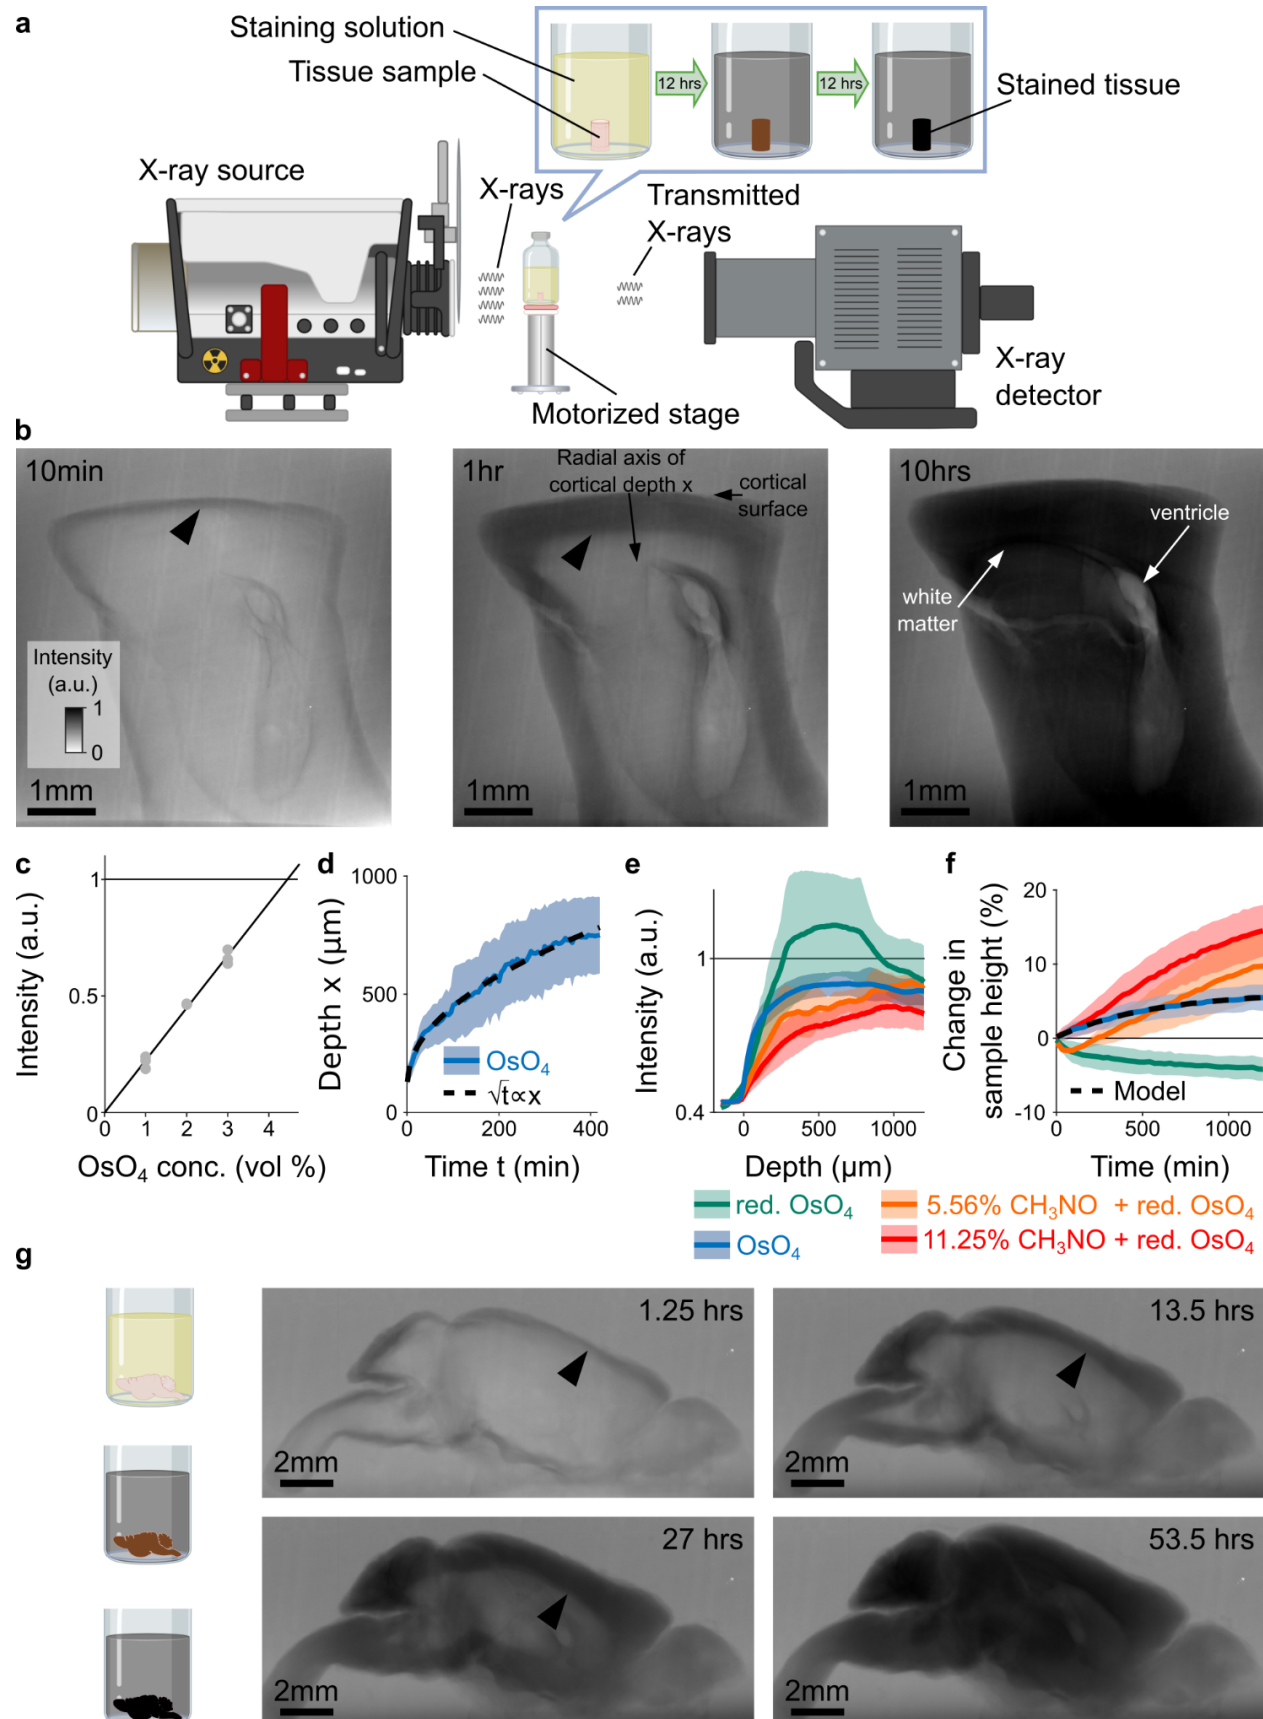 a
Staining solution
Tissue sample
12 hrs
12 hrs
Stained tissue
X-ray source
X-rays
Transmitted
X-rays
Motorized stage
X-ray
detector
b
10min
Intensity
(a.u.)
1
0
1mm
1hr
Radial axis of
cortical depth x
cortical
surface
1mm
10hrs
ventricle
white
matter
1mm
c
Intensity (a.u.)
1
0.5
0
0 1 2 3 4
OsO₄ conc. (vol %)
d
Depth x (µm)
1000
500
0
OsO₄
√t∝x
0 200 400
Time t (min)
e
Intensity (a.u.)
1
0.4
0 500 1000
Depth (µm)
f
Change in
sample height (%)
20
10
0
-10
Model
0 500 1000
Time (min)
red. OsO₄
OsO₄
5.56% CH₃NO + red. OsO₄
11.25% CH₃NO + red. OsO₄
g
1.25 hrs
2mm
13.5 hrs
2mm
27 hrs
2mm
53.5 hrs
2mm